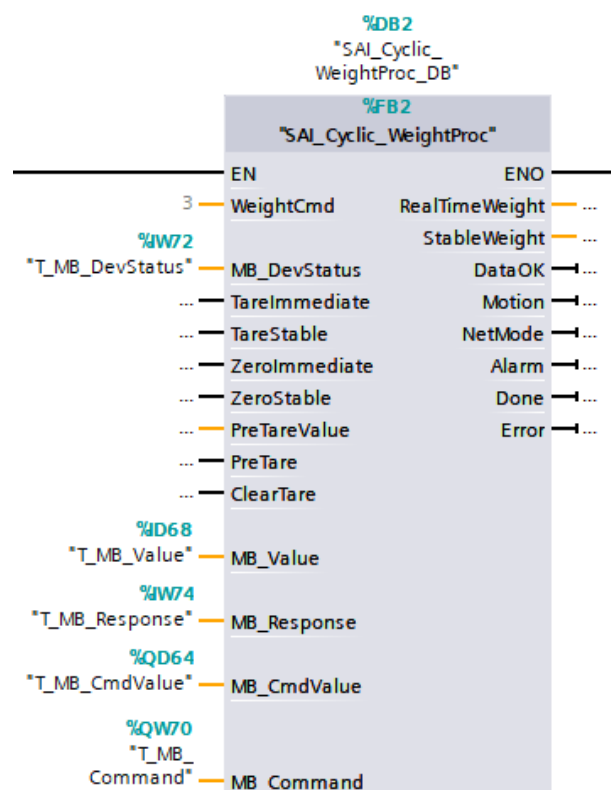 %DB2
"SAI_Cyclic_
WeightProc_DB"
%FB2
"SAI_Cyclic_WeightProc"
EN ENO
3 WeightCmd RealTimeWeight ...
StableWeight ...
%IW72
"T_MB_DevStatus" MB_DevStatus DataOK ...
... TareImmediate Motion ...
... TareStable NetMode ...
... ZeroImmediate Alarm ...
... ZeroStable Done ...
... PreTareValue Error ...
... PreTare
... ClearTare
%ID68
"T_MB_Value" MB_Value
%IW74
"T_MB_Response" MB_Response
%QD64
"T_MB_CmdValue" MB_CmdValue
%QW70
"T_MB_
Command" MB_Command